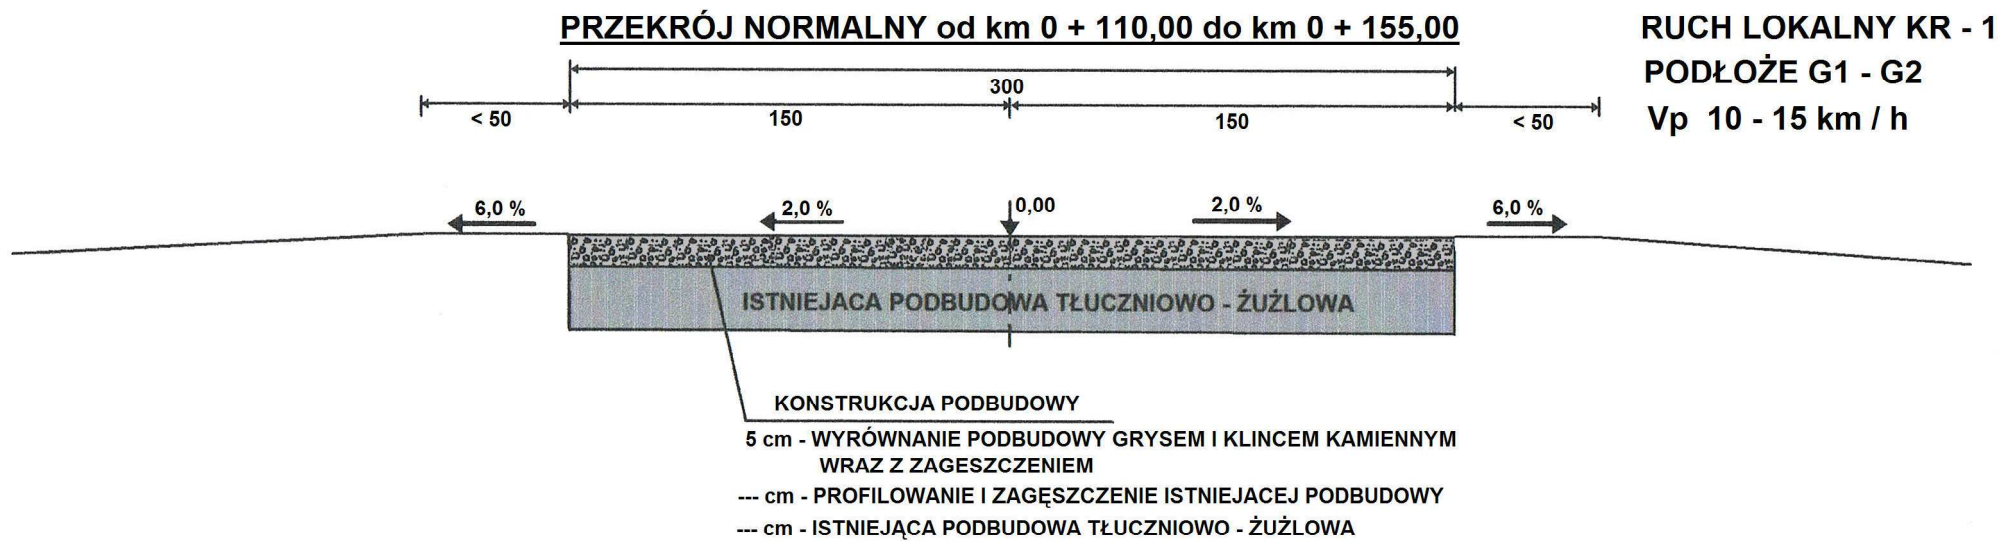 PRZEKRÓJ NORMALNY od km 0 + 110,00 do km 0 + 155,00
RUCH LOKALNY KR - 1
PODŁOŻE G1 - G2
Vp 10 - 15 km / h
300
< 50
150
150
< 50
6,0 %
2,0 %
0,00
2,0 %
6,0 %
ISTNIEJACA PODBUDOWA TŁUCZNIOWO - ŻUŻLOWA
KONSTRUKCJA PODBUDOWY
5 cm - WYRÓWNANIE PODBUDOWY GRYSEM I KLINCEM KAMIENNYM
WRAZ Z ZAGESZCZENIEM
--- cm - PROFILOWANIE I ZAGĘSZCZENIE ISTNIEJACEJ PODBUDOWY
--- cm - ISTNIEJĄCA PODBUDOWA TŁUCZNIOWO - ŻUŻLOWA